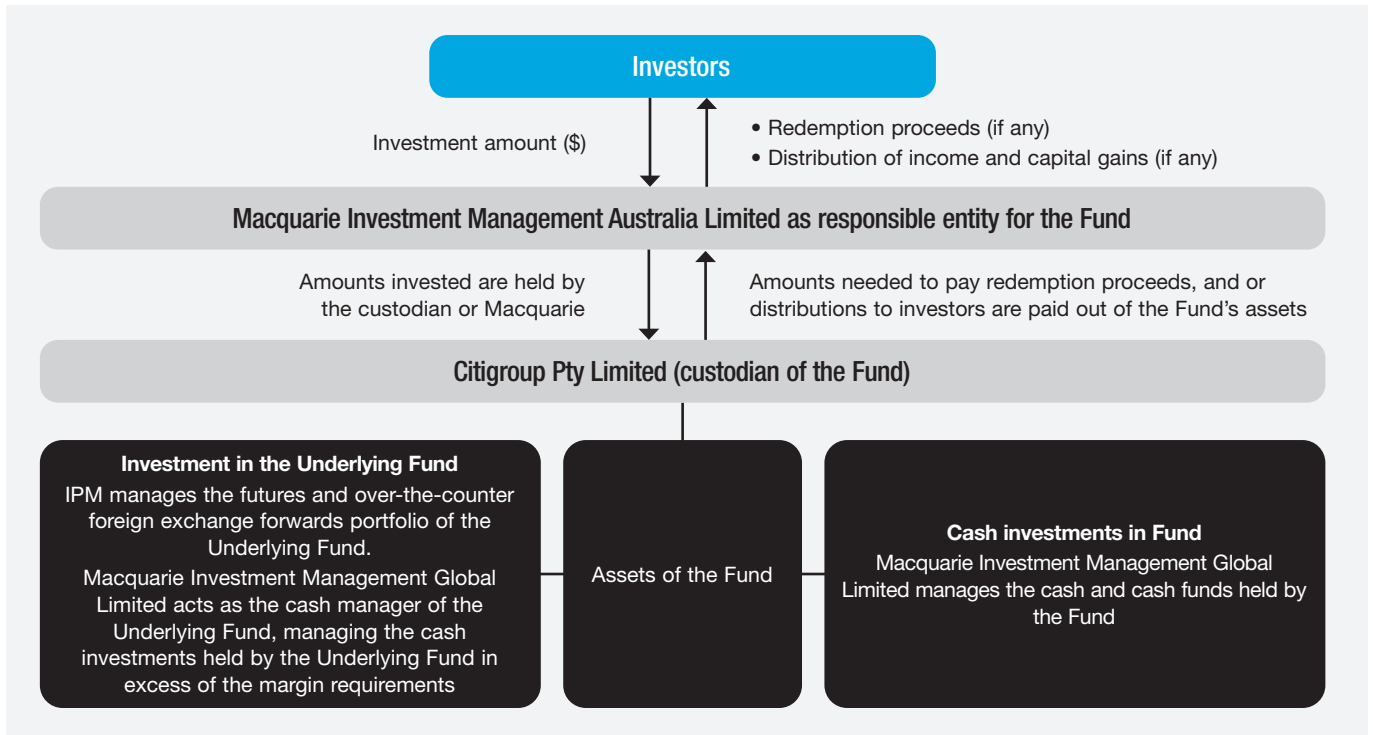 Investors
Investment amount ($)
• Redemption proceeds (if any)
• Distribution of income and capital gains (if any)
Macquarie Investment Management Australia Limited as responsible entity for the Fund
Amounts invested are held by
the custodian or Macquarie
Amounts needed to pay redemption proceeds, and or
distributions to investors are paid out of the Fund’s assets
Citigroup Pty Limited (custodian of the Fund)
Investment in the Underlying Fund
IPM manages the futures and over-the-counter
foreign exchange forwards portfolio of the
Underlying Fund.
Macquarie Investment Management Global
Limited acts as the cash manager of the
Underlying Fund, managing the cash
investments held by the Underlying Fund in
excess of the margin requirements
Assets of the Fund
Cash investments in Fund
Macquarie Investment Management Global
Limited manages the cash and cash funds held by
the Fund